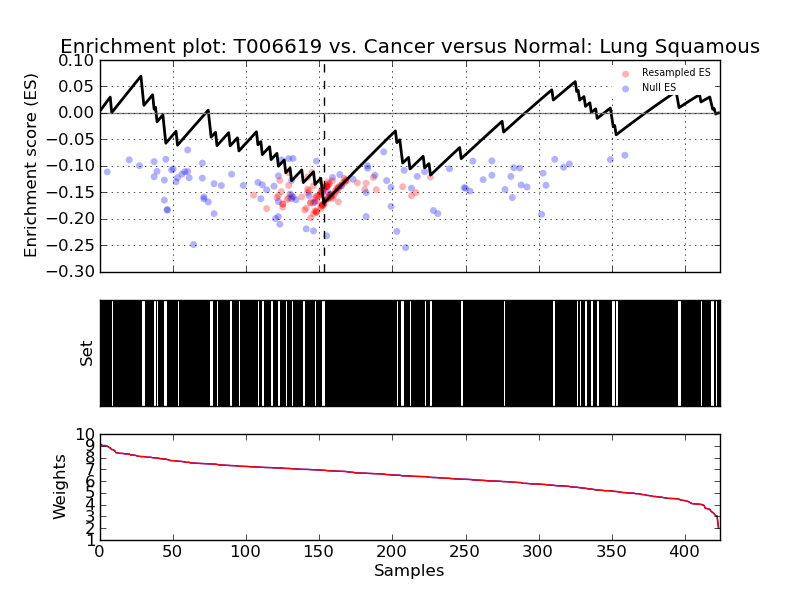 Enrichment plot: T006619 vs. Cancer versus Normal: Lung Squamous
Enrichment score (ES)
0.10
0.05
0.00
−0.05
−0.10
−0.15
−0.20
−0.25
−0.30
Resampled ES
Null ES
Set
Weights
10
9
8
7
6
5
4
3
2
1
0 50 100 150 200 250 300 350 400
Samples